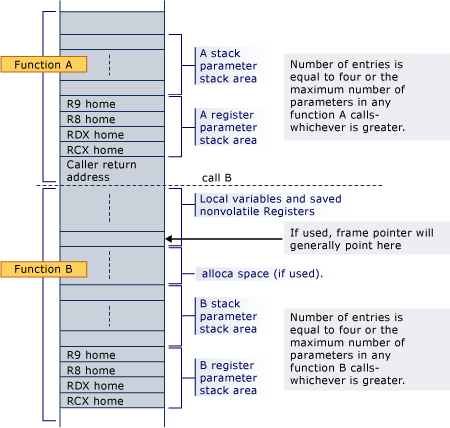 Function A
A stack
parameter
stack area
Number of entries is
equal to four or the
maximum number of
parameters in any
function A calls-
whichever is greater.
R9 home
R8 home
RDX home
RCX home
A register
parameter
stack area
Caller return
address
call B
Local variables and saved
nonvolatile Registers
If used, frame pointer will
generally point here
Function B
alloca space (if used).
B stack
parameter
stack area
Number of entries is
equal to four or the
maximum number of
parameters in any
function B calls-
whichever is greater.
R9 home
R8 home
RDX home
RCX home
B register
parameter
stack area